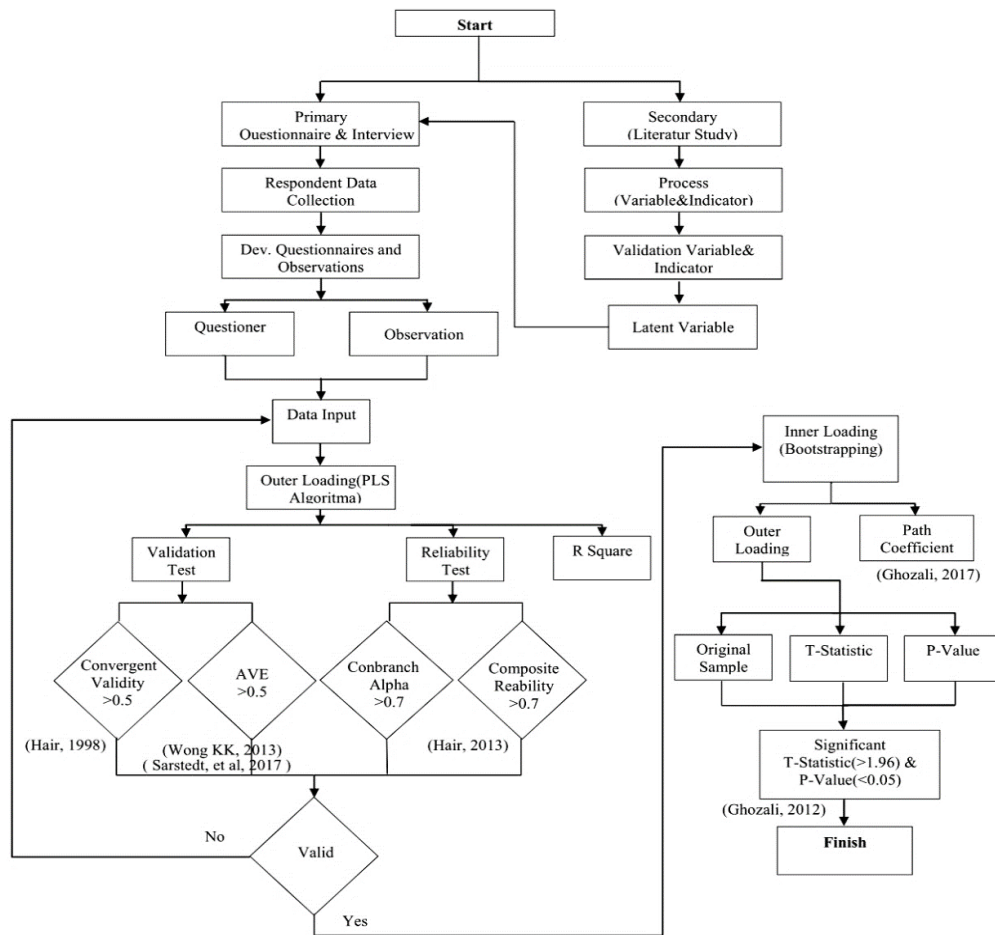 Start
Primary
Questionnaire & Interview
Secondary
(Literatur Study)
Respondent Data
Collection
Process
(Variable&Indicator)
Dev. Questionnaires and
Observations
Validation Variable&
Indicator
Questioner
Observation
Latent Variable
Data Input
Inner Loading
(Bootstrapping)
Outer Loading(PLS
Algoritma)
Outer
Loading
Path
Coefficient
(Ghozali, 2017)
Validation
Test
Reliability
Test
R Square
Convergent
Validity
>0.5
AVE
>0.5
Conbranch
Alpha
>0.7
Composite
Reability
>0.7
Original
Sample
T-Statistic
P-Value
(Hair, 1998)
(Wong KK, 2013)
( Sarstedt, et al, 2017 )
(Hair, 2013)
Significant
T-Statistic(>1.96) &
P-Value(<0.05)
(Ghozali, 2012)
No
Valid
Finish
Yes